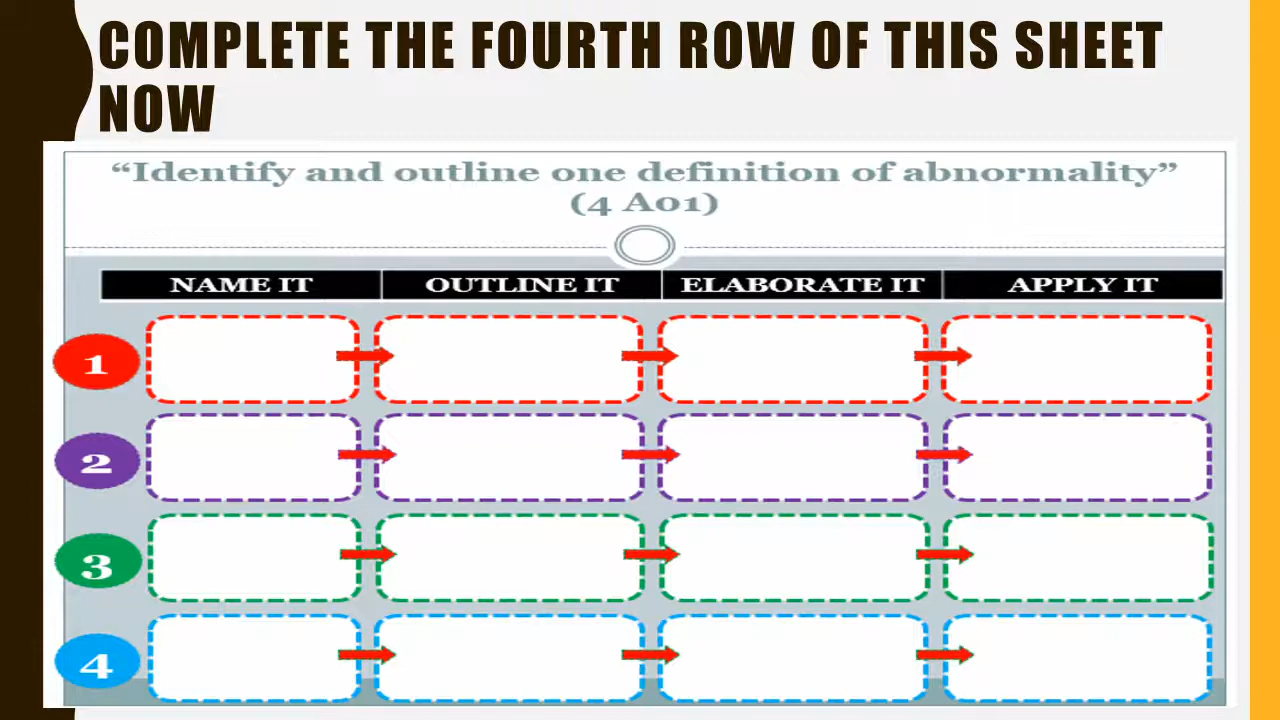 COMPLETE THE FOURTH ROW OF THIS SHEET
NOW
“Identify and outline one definition of abnormality”
(4 A01)
NAME IT OUTLINE IT ELABORATE IT APPLY IT
1
2
3
4